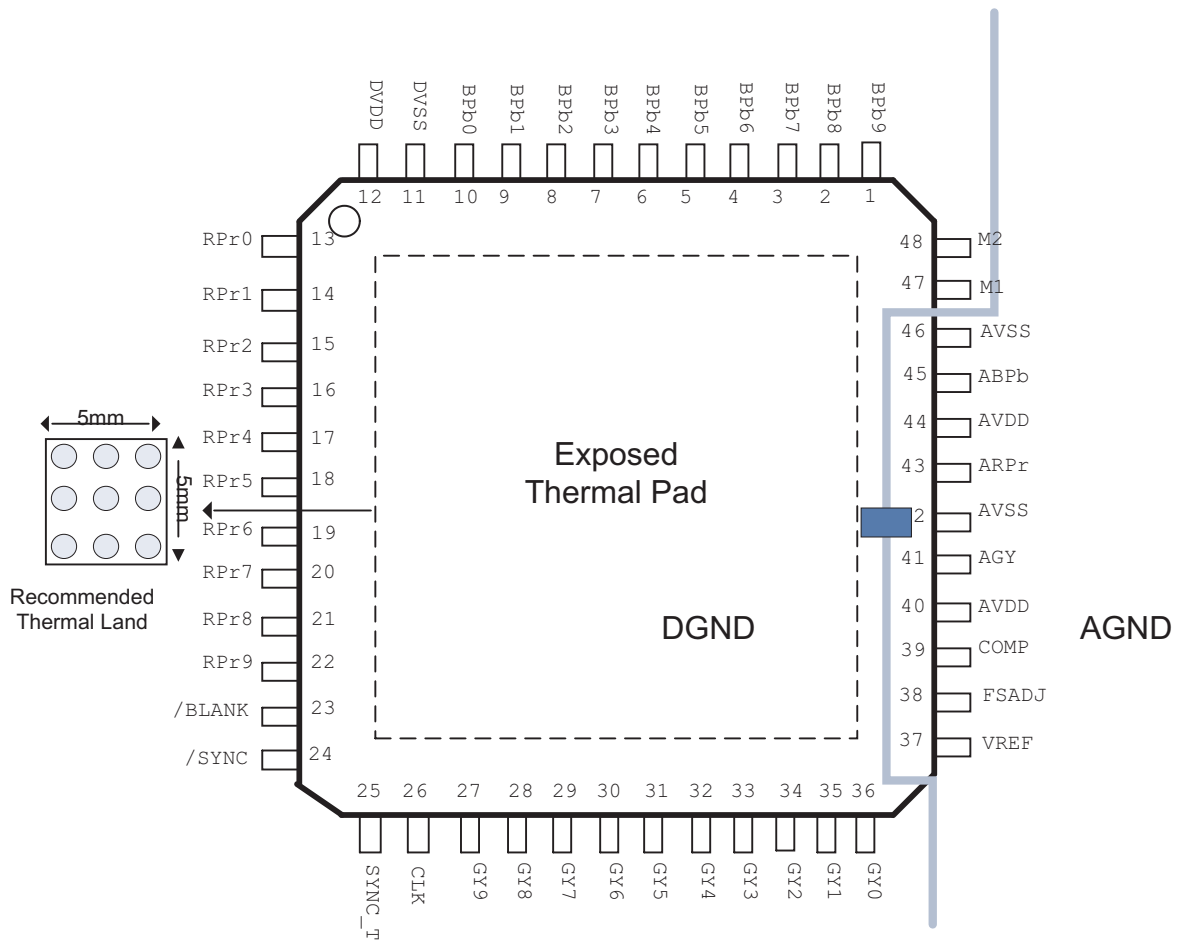 DVDD
DVSS
BPb0
BPb1
BPb2
BPb3
BPb4
BPb5
BPb6
BPb7
BPb8
BPb9
12
11
10
9
8
7
6
5
4
3
2
1
RPr0
13
RPr1
14
RPr2
15
RPr3
16
RPr4
17
RPr5
18
RPr6
19
RPr7
20
RPr8
21
RPr9
22
/BLANK
23
/SYNC
24
5mm
5mm
Recommended
Thermal Land
Exposed
Thermal Pad
DGND
48
M2
47
M1
46
AVSS
45
ABPb
44
AVDD
43
ARPr
2
AVSS
41
AGY
40
AVDD
39
COMP
38
FSADJ
37
VREF
AGND
25
26
27
28
29
30
31
32
33
34
35
36
SYNC_T
CLK
GY9
GY8
GY7
GY6
GY5
GY4
GY3
GY2
GY1
GY0